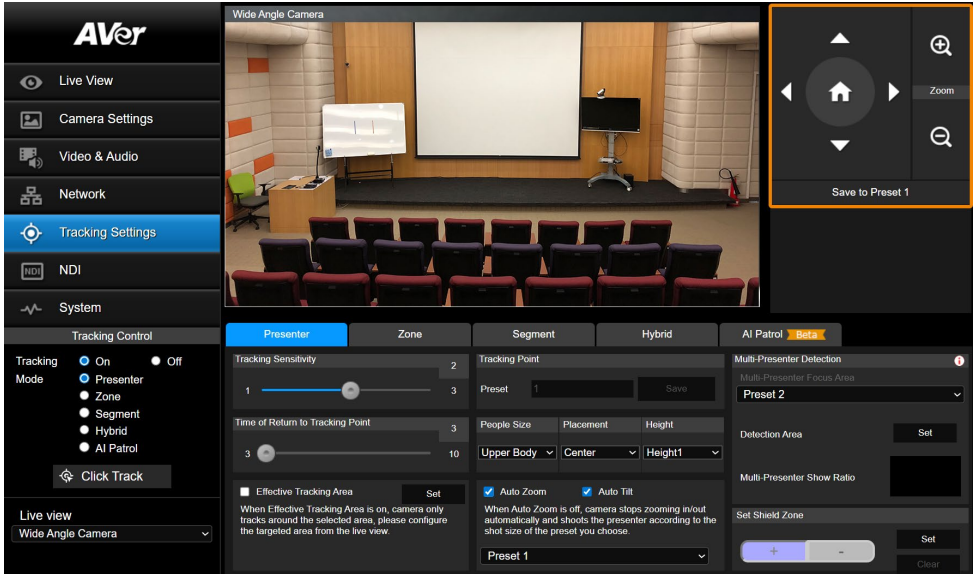 AVer
Live View
Camera Settings
Video & Audio
Network
Tracking Settings
NDI
NDI
System
Tracking Control
Tracking
On
Off
Mode
Presenter
Zone
Segment
Hybrid
AI Patrol
Click Track
Live view
Wide Angle Camera
Wide Angle Camera
Zoom
Save to Preset 1
Presenter
Zone
Segment
Hybrid
AI Patrol Beta
Tracking Sensitivity
2
1
3
Time of Return to Tracking Point
3
3
10
Effective Tracking Area
Set
When Effective Tracking Area is on, camera only
tracks around the selected area, please configure
the targeted area from the live view.
Tracking Point
Preset
1
Save
People Size
Placement
Height
Upper Body
Center
Height1
Auto Zoom
Auto Tilt
When Auto Zoom is off, camera stops zooming in/out
automatically and shoots the presenter according to the
shot size of the preset you choose.
Preset 1
Multi-Presenter Detection
Multi-Presenter Focus Area
Preset 2
Detection Area
Set
Multi-Presenter Show Ratio
Set Shield Zone
+
-
Set
Clear